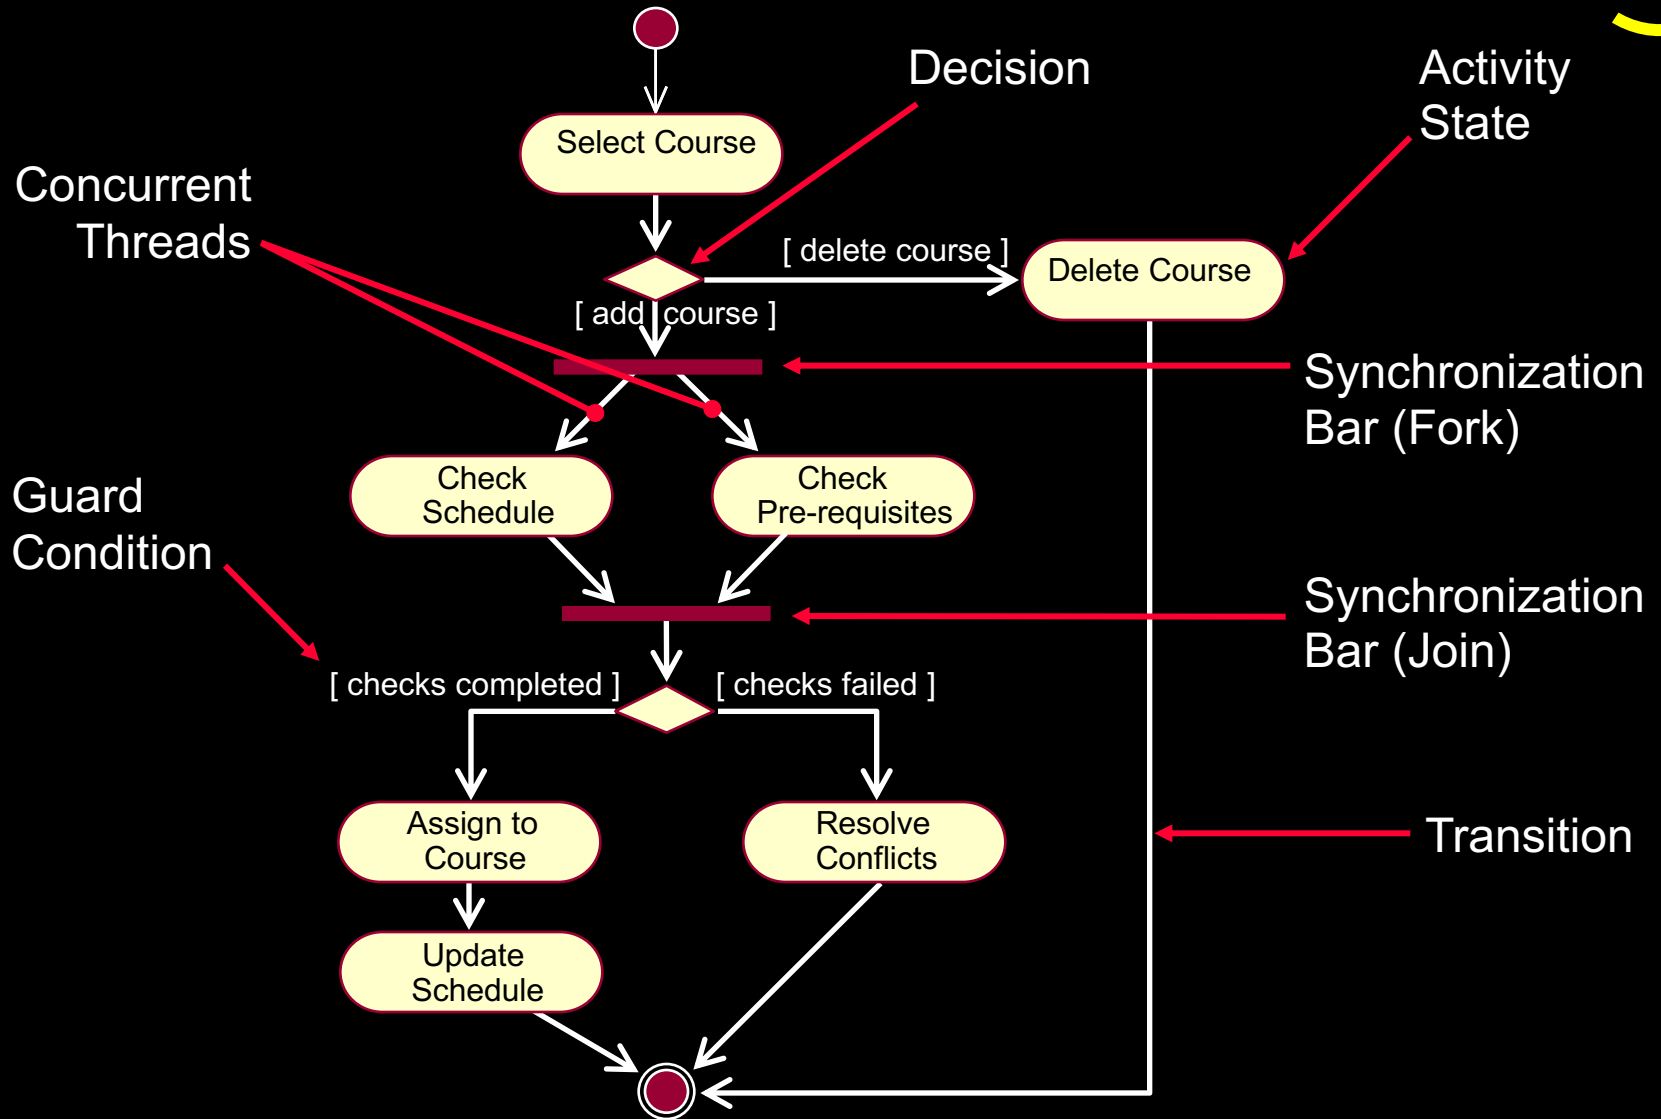 Decision
Activity
State
Select Course
Concurrent
Threads
[ delete course ]
Delete Course
[ add course ]
Synchronization
Bar (Fork)
Check
Schedule
Check
Pre-requisites
Guard
Condition
Synchronization
Bar (Join)
[ checks completed ]
[ checks failed ]
Assign to
Course
Resolve
Conflicts
Transition
Update
Schedule